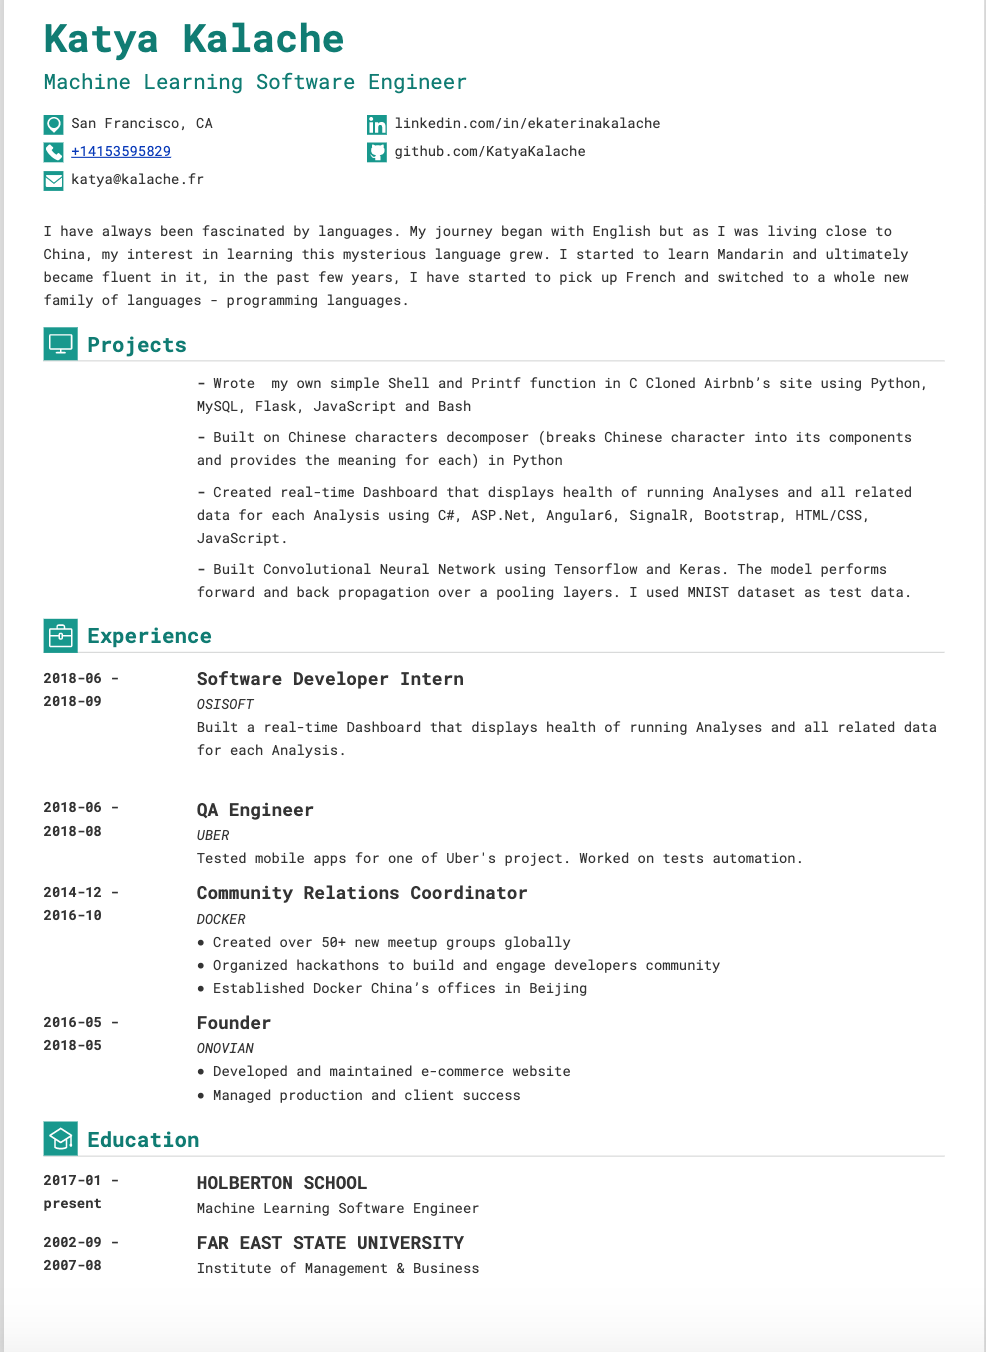 Katya Kalache
Machine Learning Software Engineer
San Francisco, CA
linkedin.com/in/ekaterinakalache
+14153595829
github.com/KatyaKalache
katya@kalache.fr
I have always been fascinated by languages. My journey began with English but as I was living close to
China, my interest in learning this mysterious language grew. I started to learn Mandarin and ultimately
became fluent in it, in the past few years, I have started to pick up French and switched to a whole new
family of languages - programming languages.
Projects
- Wrote  my own simple Shell and Printf function in C Cloned Airbnb’s site using Python,
MySQL, Flask, JavaScript and Bash
- Built on Chinese characters decomposer (breaks Chinese character into its components
and provides the meaning for each) in Python
- Created real-time Dashboard that displays health of running Analyses and all related
data for each Analysis using C#, ASP.Net, Angular6, SignalR, Bootstrap, HTML/CSS,
JavaScript.
- Built Convolutional Neural Network using Tensorflow and Keras. The model performs
forward and back propagation over a pooling layers. I used MNIST dataset as test data.
Experience
2018-06 -
2018-09
Software Developer Intern
OSISOFT
Built a real-time Dashboard that displays health of running Analyses and all related data
for each Analysis.
2018-06 -
2018-08
QA Engineer
UBER
Tested mobile apps for one of Uber's project. Worked on tests automation.
2014-12 -
2016-10
Community Relations Coordinator
DOCKER
● Created over 50+ new meetup groups globally
● Organized hackathons to build and engage developers community
● Established Docker China’s offices in Beijing
2016-05 -
2018-05
Founder
ONOVIAN
● Developed and maintained e-commerce website
● Managed production and client success
Education
2017-01 -
present
HOLBERTON SCHOOL
Machine Learning Software Engineer
2002-09 -
2007-08
FAR EAST STATE UNIVERSITY
Institute of Management & Business